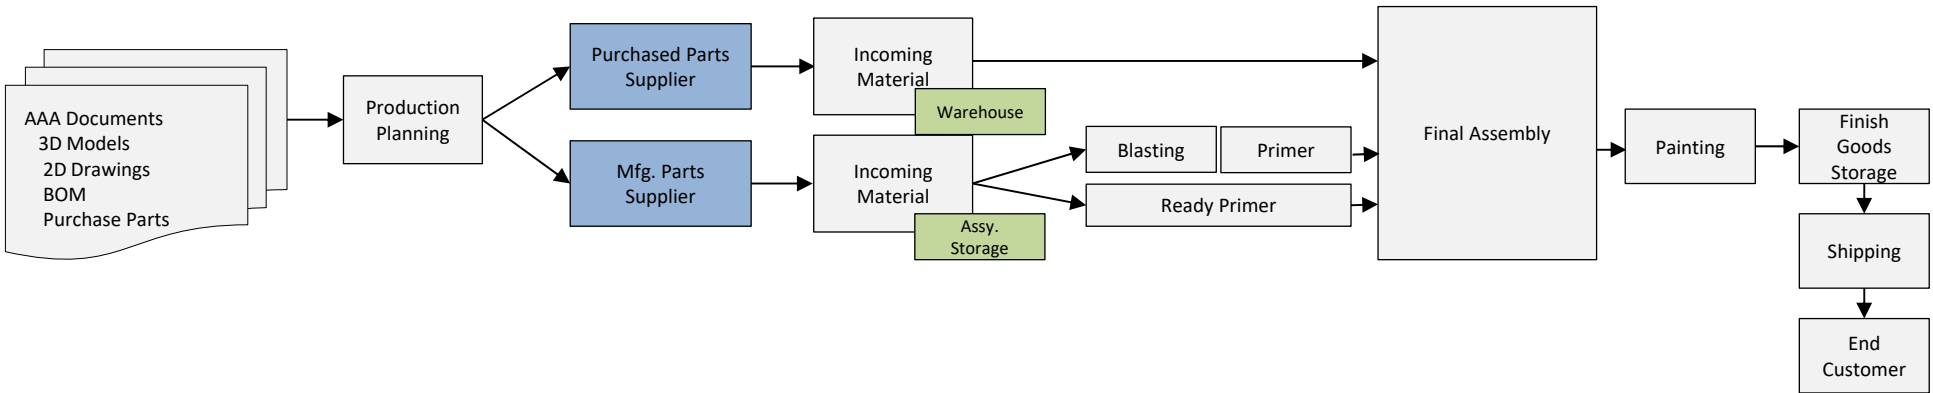 AAA Documents
3D Models
2D Drawings
BOM
Purchase Parts
Production
Planning
Purchased Parts
Supplier
Mfg. Parts
Supplier
Incoming
Material
Warehouse
Incoming
Material
Assy.
Storage
Blasting
Primer
Ready Primer
Final Assembly
Painting
Finish
Goods
Storage
Shipping
End
Customer